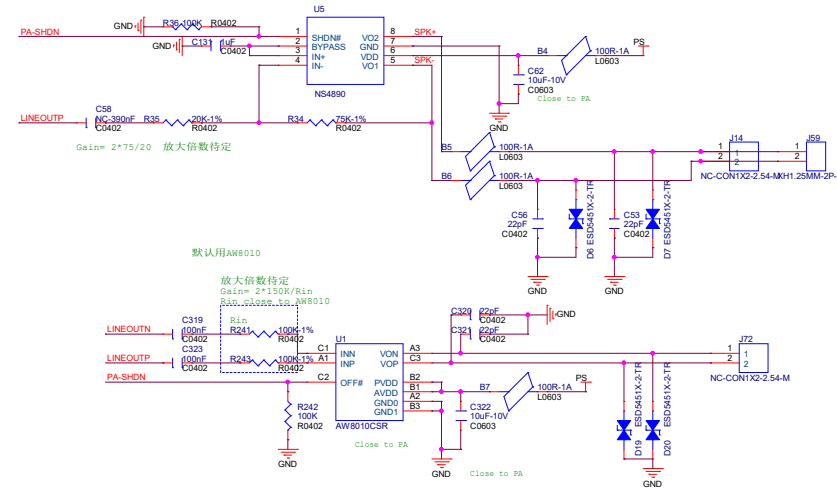 U5
R36 100K R0402
GND
PA-SHDN
1 SHDN# VO2 8 SPK+
GND C131 1uF C0402
2 BYPASS GND 7
3 IN+ VDD 6
4 IN- VO1 5 SPK-
NS4890
B4 100R-1A L0603 PS
C62
10uF-10V
C0603
Close to PA
GND
C58
LINEOUTP NC-390nF R35 20K-1% R34 75K-1%
C0402 R0402 R0402
Gain= 2*75/20 放大倍数待定
B5 100R-1A
L0603
B6 100R-1A
L0603
J14 J59
1 1 1 1
2 2 2 2
NC-CON1X2-2.54-M XH1.25MM-2P-
C56
22pF
C0402
D6 ESD5451X-2-TR
C53
22pF
C0402
D7 ESD5451X-2-TR
GND GND
默认用AW8010
放大倍数待定
Gain= 2*150K/Rin
Rin close to AW8010
C319 Rin
LINEOUTN 100nF R241 100K-1%
C0402 R0402
C323
LINEOUTP 100nF R243 100K-1%
C0402 R0402
PA-SHDN
U1
C1 INN VON A3
A1 INP VOP C3
C2 OFF# PVDD B2
AVDD B1
GND0 A2
GND1 B3
AW8010CSR
R242
100K
R0402
GND
Close to PA
C320 22pF C0402
C321 22pF C0402
GND
B7 100R-1A L0603 PS
C322
10uF-10V
C0603
GND
Close to PA
J72
1 1
2 2
NC-CON1X2-2.54-M
D19 ESD5451X-2-TR
D20 ESD5451X-2-TR
GND